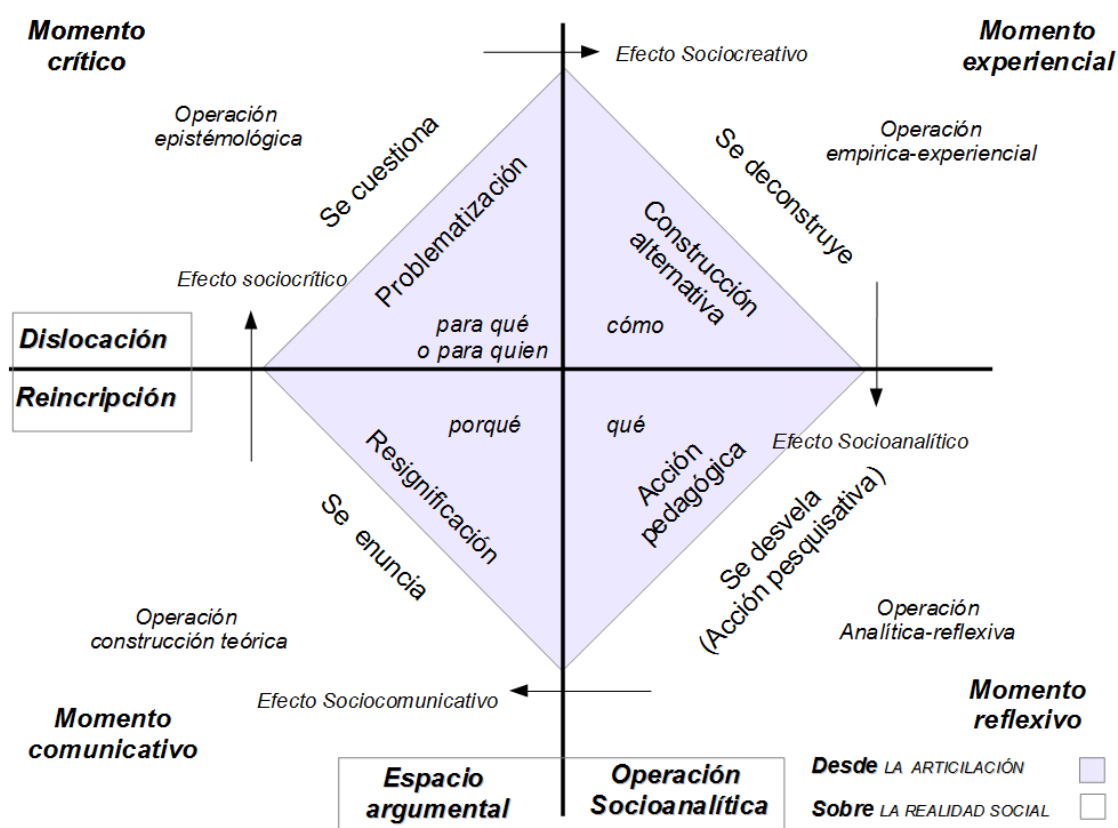 Momento
crítico
Efecto Sociocreativo
Momento
experiencial
Operación
epistémológica
Se cuestiona
Problematización
Construcción
alternativa
Se deconstruye
Operación
empirica-experiencial
Efecto sociocrítico
para qué
o para quien
cómo
Dislocación
Reincripción
porqué
qué
Efecto Socioanalítico
Resignificación
Se enuncia
Acción
pedagógica
Se desvela
(Acción pesquisativa)
Operación
construcción teórica
Operación
Analítica-reflexiva
Efecto Sociocomunicativo
Momento
comunicativo
Momento
reflexivo
Espacio
argumental
Operación
Socioanalítica
Desde LA ARTICILACIÓN
Sobre LA REALIDAD SOCIAL